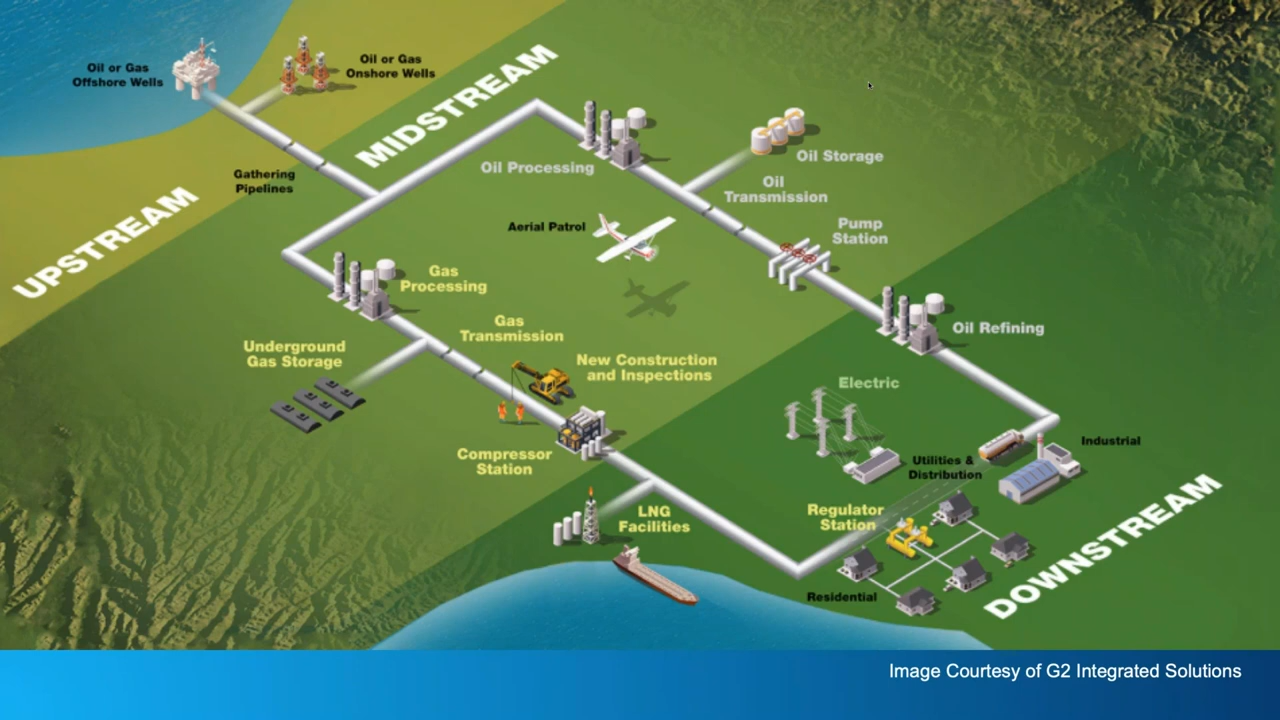 Oil or Gas
Offshore Wells
Oil or Gas
Onshore Wells
MIDSTREAM
Gathering
Pipelines
UPSTREAM
Oil Processing
Oil Storage
Oil
Transmission
Pump
Station
Aerial Patrol
Gas
Processing
Gas
Transmission
Underground
Gas Storage
New Construction
and Inspections
Oil Refining
Electric
Compressor
Station
Utilities &
Distribution
Industrial
LNG
Facilities
Regulator
Station
DOWNSTREAM
Residential
Image Courtesy of G2 Integrated Solutions